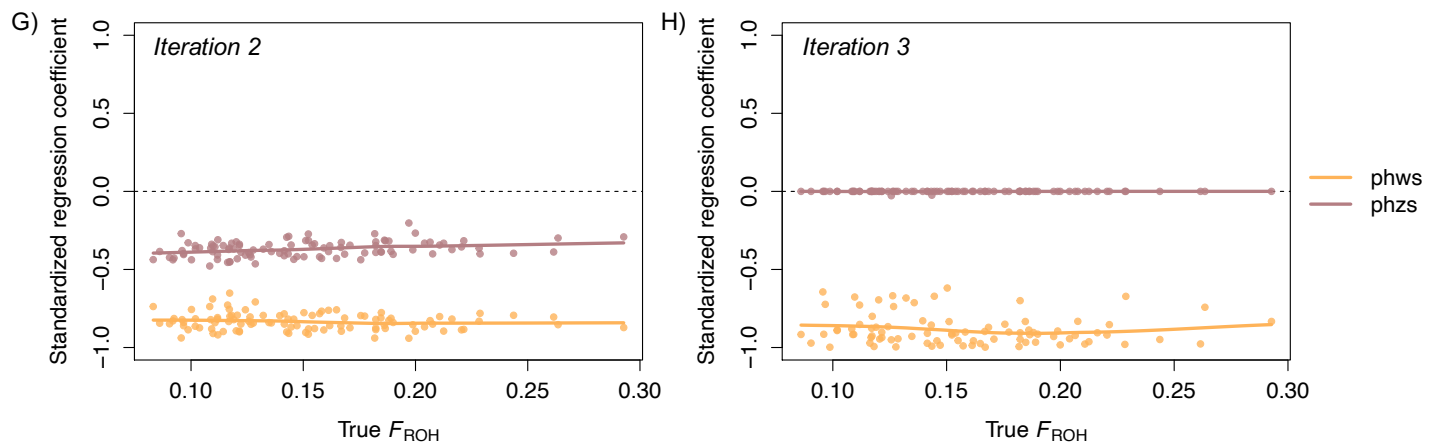 G)
Iteration 2
Standardized regression coefficient
1.0
0.5
0.0
−0.5
−1.0
0.10 0.15 0.20 0.25 0.30
True FROH
H)
Iteration 3
Standardized regression coefficient
1.0
0.5
0.0
−0.5
−1.0
0.10 0.15 0.20 0.25 0.30
True FROH
phws
phzs